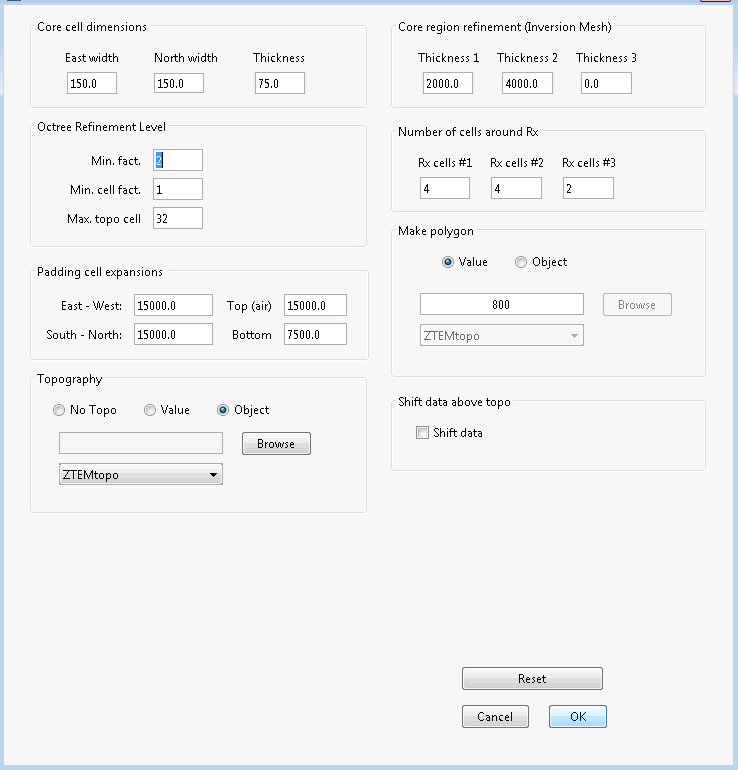 Core cell dimensions
East width North width Thickness
150.0 150.0 75.0
Octree Refinement Level
Min. fact. 2
Min. cell fact. 1
Max. topo cell 32
Padding cell expansions
East - West: 15000.0 Top (air) 15000.0
South - North: 15000.0 Bottom 7500.0
Topography
No Topo Value Object
Browse
ZTEMtopo
Core region refinement (Inversion Mesh)
Thickness 1 Thickness 2 Thickness 3
2000.0 4000.0 0.0
Number of cells around Rx
Rx cells #1 Rx cells #2 Rx cells #3
4 4 2
Make polygon
Value Object
800 Browse
ZTEMtopo
Shift data above topo
Shift data
Reset
Cancel OK